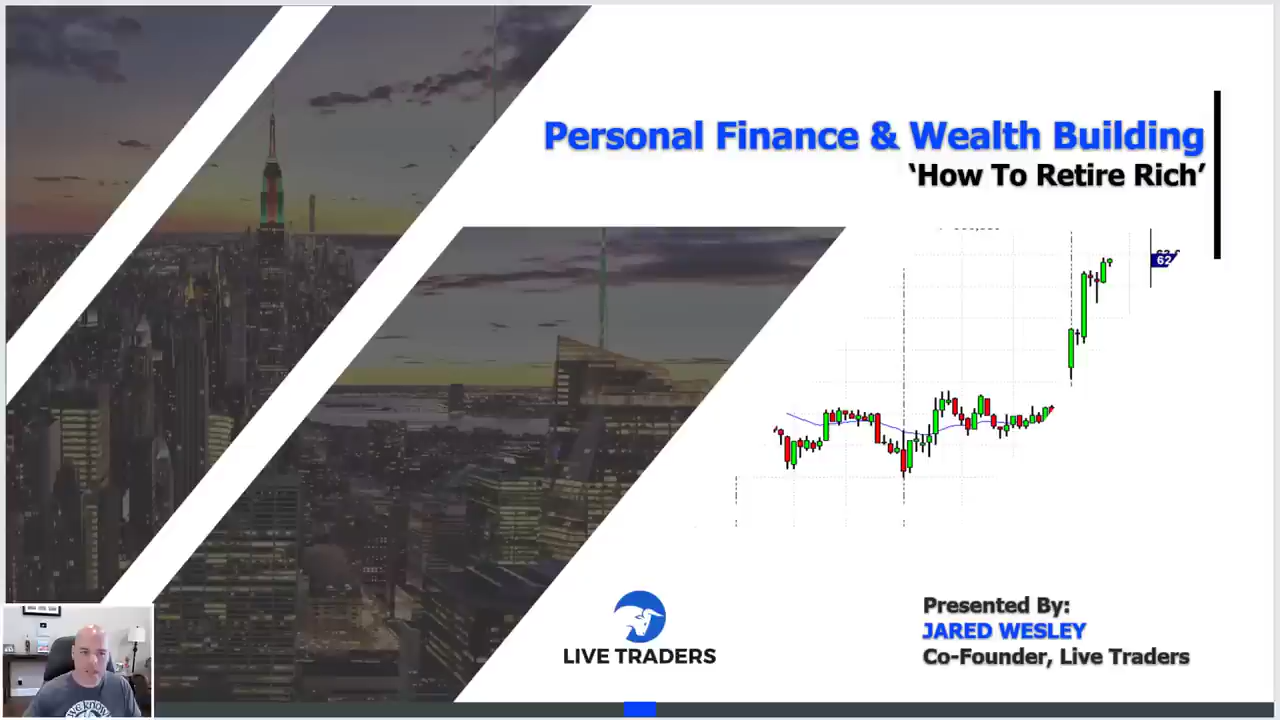 Personal Finance & Wealth Building
‘How To Retire Rich’
62
LIVE TRADERS
Presented By:
JARED WESLEY
Co-Founder, Live Traders